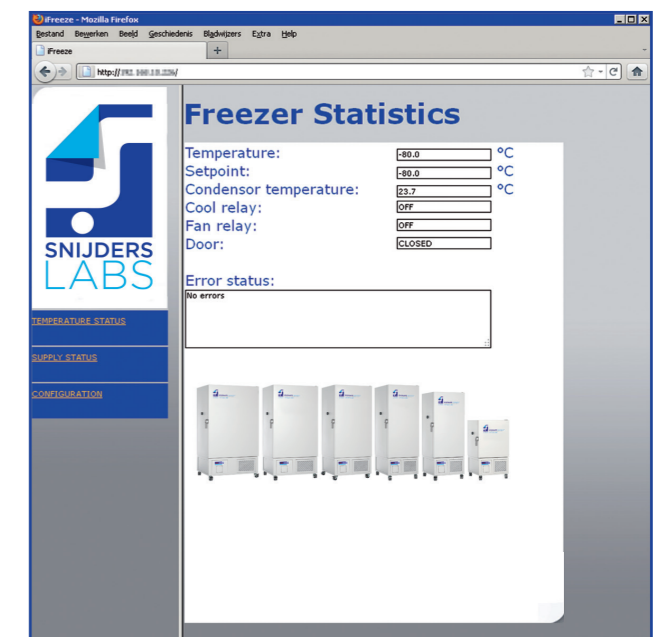 iFreeze - Mozilla Firefox
Bestand Bewerken Beeld Geschiedenis Bladwijzers Extra Help
iFreeze
http://
SNIJDERS
LABS
TEMPERATURE STATUS
SUPPLY STATUS
CONFIGURATION
Freezer Statistics
Temperature: -80.0 °C
Setpoint: -80.0 °C
Condensor temperature: 23.7 °C
Cool relay: OFF
Fan relay: OFF
Door: CLOSED
Error status:
No errors